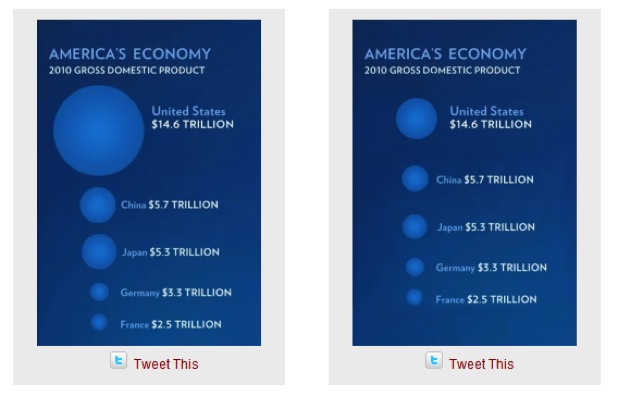 AMERICA'S ECONOMY
2010 GROSS DOMESTIC PRODUCT
United States
$14.6 TRILLION
China $5.7 TRILLION
Japan $5.3 TRILLION
Germany $3.3 TRILLION
France $2.5 TRILLION
Tweet This
AMERICA'S ECONOMY
2010 GROSS DOMESTIC PRODUCT
United States
$14.6 TRILLION
China $5.7 TRILLION
Japan $5.3 TRILLION
Germany $3.3 TRILLION
France $2.5 TRILLION
Tweet This